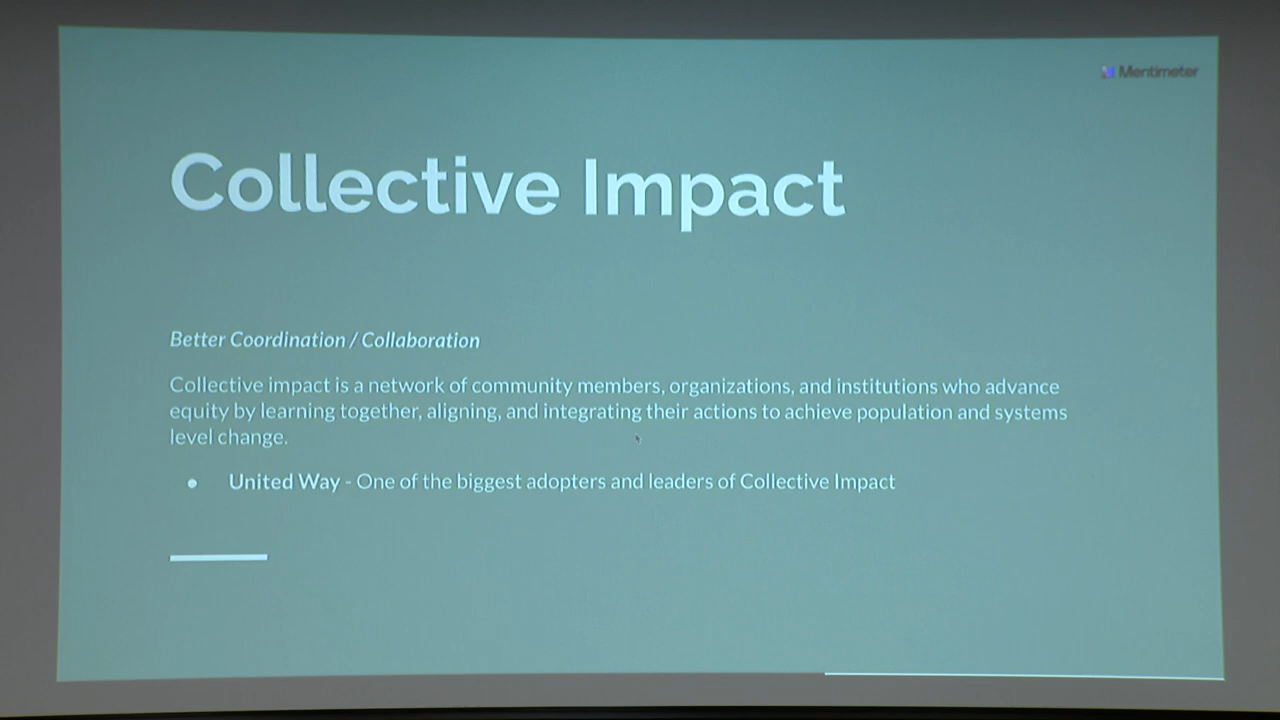 Mentimeter
Collective Impact
Better Coordination / Collaboration
Collective impact is a network of community members, organizations, and institutions who advance
equity by learning together, aligning, and integrating their actions to achieve population and systems
level change.
● United Way - One of the biggest adopters and leaders of Collective Impact